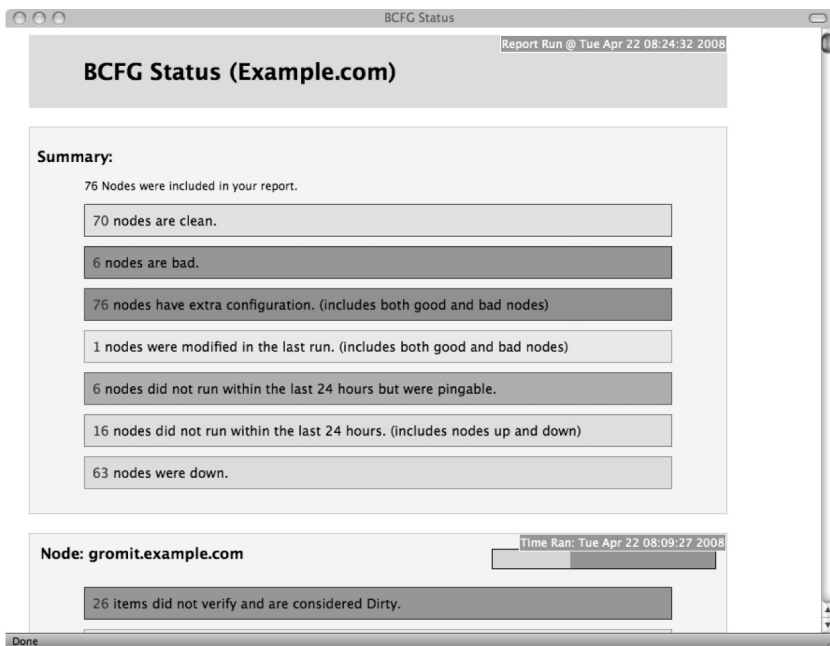 BCFG Status
Report Run @ Tue Apr 22 08:24:32 2008
BCFG Status (Example.com)
Summary:
76 Nodes were included in your report.
70 nodes are clean.
6 nodes are bad.
76 nodes have extra configuration. (includes both good and bad nodes)
1 nodes were modified in the last run. (includes both good and bad nodes)
6 nodes did not run within the last 24 hours but were pingable.
16 nodes did not run within the last 24 hours. (includes nodes up and down)
63 nodes were down.
Time Ran: Tue Apr 22 08:09:27 2008
Node: gromit.example.com
26 items did not verify and are considered Dirty.
Done